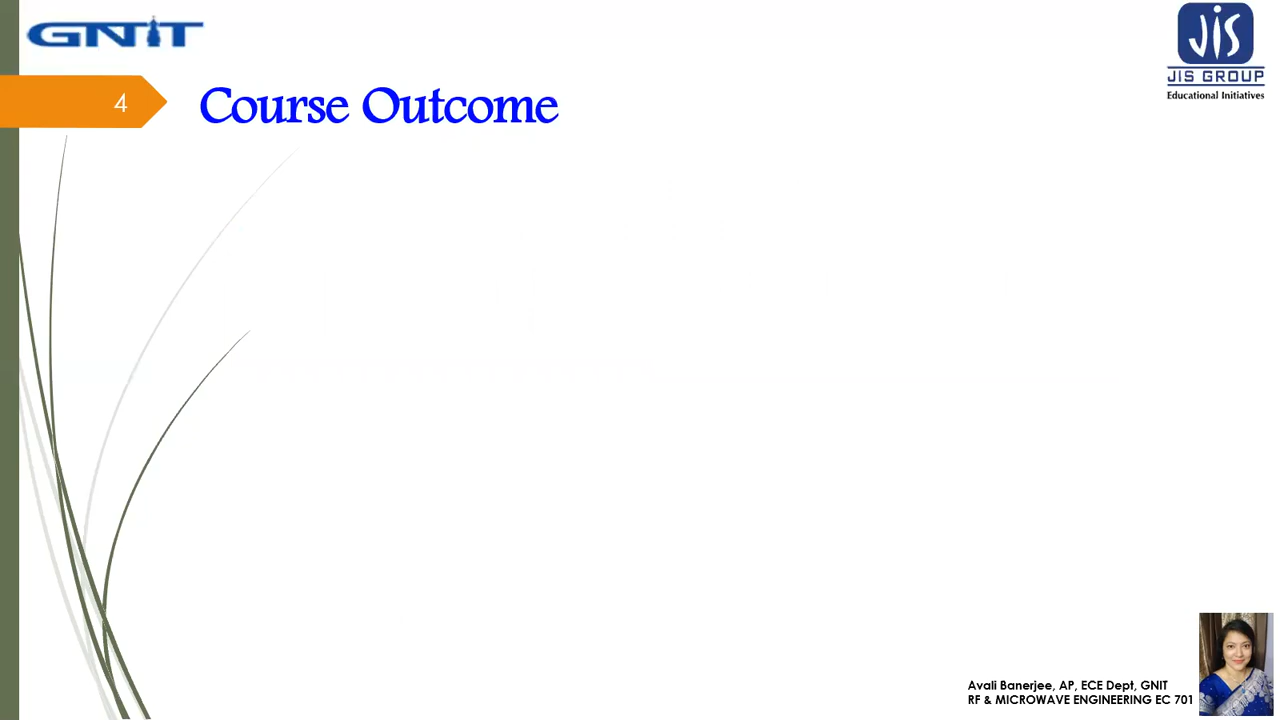 GNIT
JIS
JIS GROUP
Educational Initiatives
4
Course Outcome
Avali Banerjee, AP, ECE Dept, GNIT
RF & MICROWAVE ENGINEERING EC 701